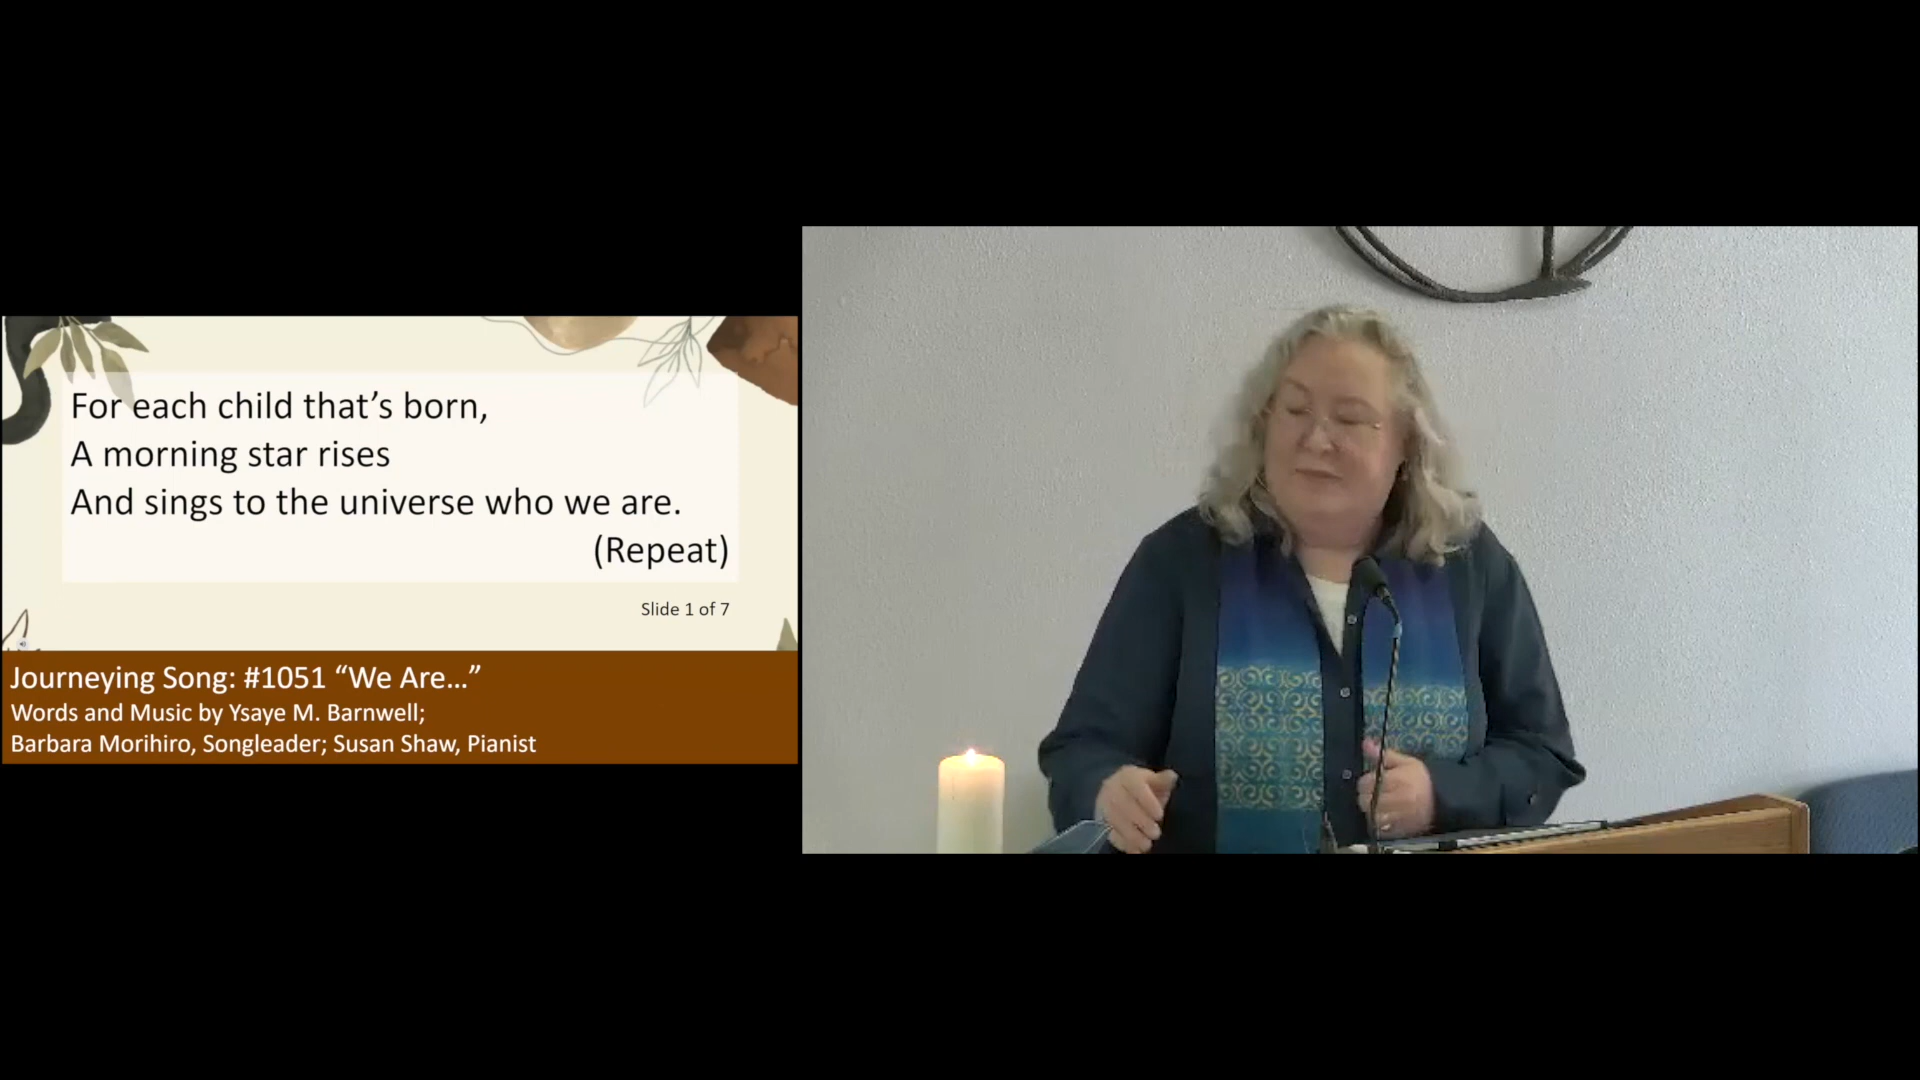 For each child that’s born,
A morning star rises
And sings to the universe who we are.
(Repeat)
Slide 1 of 7
Journeying Song: #1051 “We Are…”
Words and Music by Ysaye M. Barnwell;
Barbara Morihiro, Songleader; Susan Shaw, Pianist